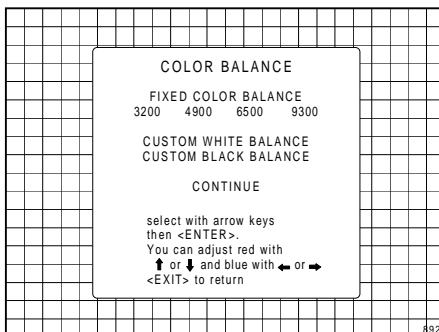 COLOR BALANCE
FIXED COLOR BALANCE
3200 4900 6500 9300
CUSTOM WHITE BALANCE
CUSTOM BLACK BALANCE
CONTINUE
select with arrow keys
then <ENTER>.
You can adjust red with
⬆ or ⬇ and blue with ⬅ or ➡
<EXIT> to return
892